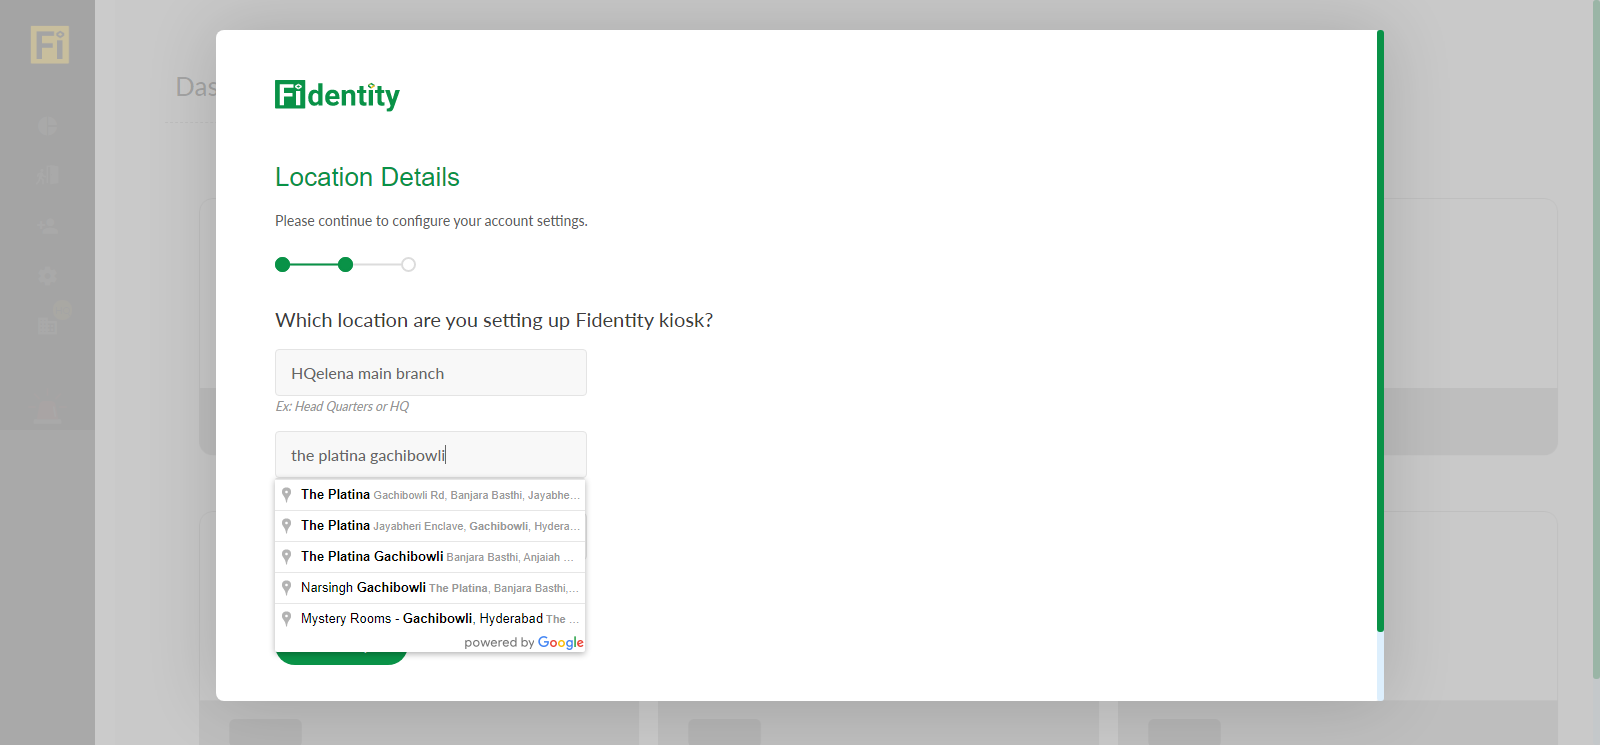 Fi
Das
Fidentity
Location Details
Please continue to configure your account settings.
Which location are you setting up Fidentity kiosk?
HQelena main branch
Ex: Head Quarters or HQ
the platina gachibowli
The Platina Gachibowli Rd, Banjara Basthi, Jayabhe...
The Platina Jayabheri Enclave, Gachibowli, Hydera...
The Platina Gachibowli Banjara Basthi, Anjaiah ...
Narsingh Gachibowli The Platina, Banjara Basthi,...
Mystery Rooms - Gachibowli, Hyderabad The ...
powered by Google